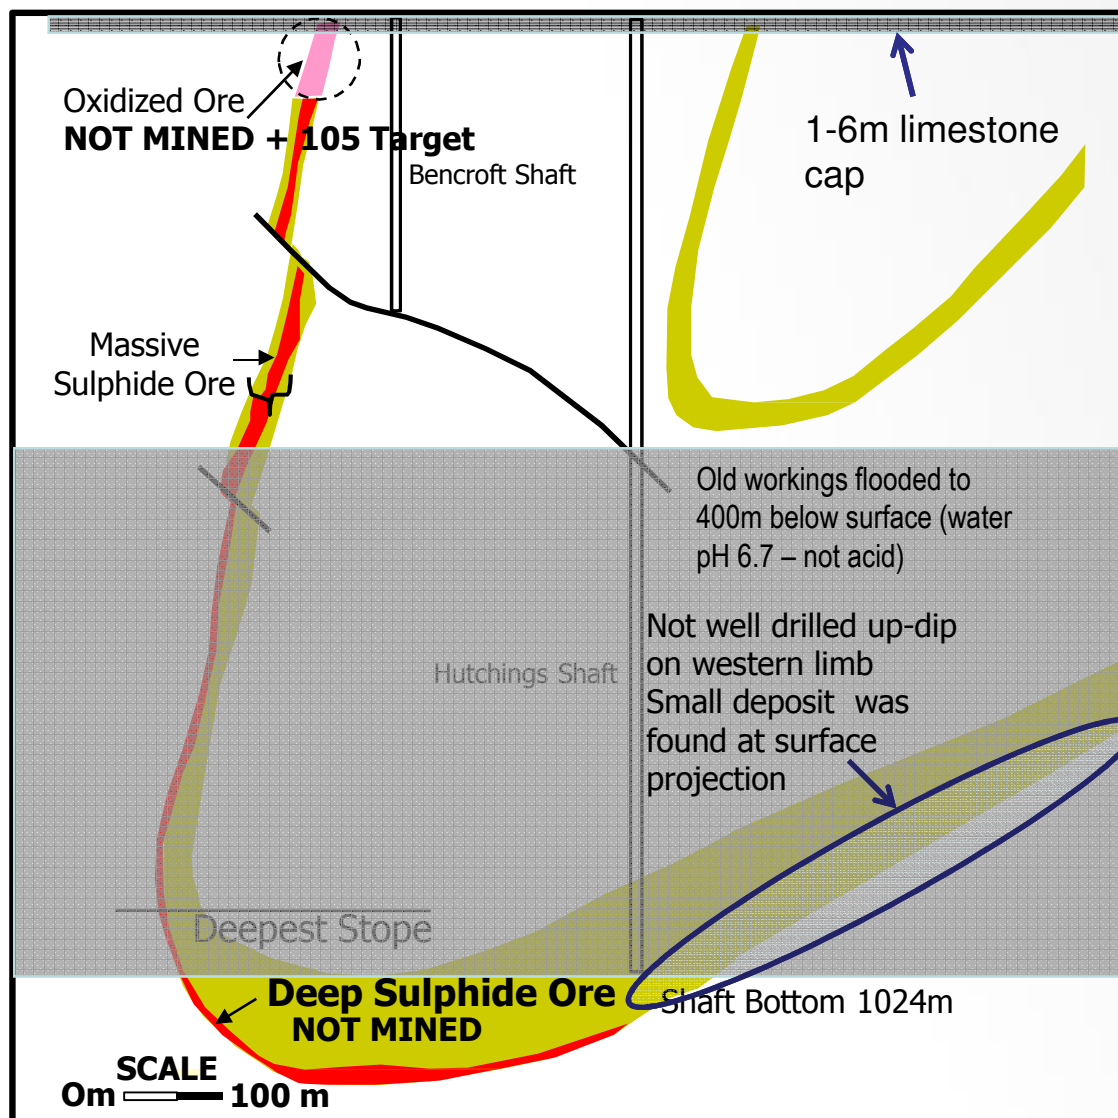 Oxidized Ore
NOT MINED + 105 Target
Bencroft Shaft
1-6m limestone
cap
Massive
Sulphide Ore
Old workings flooded to
400m below surface (water
pH 6.7 – not acid)
Not well drilled up-dip
on western limb
Small deposit was
found at surface
projection
Hutchings Shaft
Deepest Stope
Deep Sulphide Ore
NOT MINED
Shaft Bottom 1024m
SCALE
Om 100 m